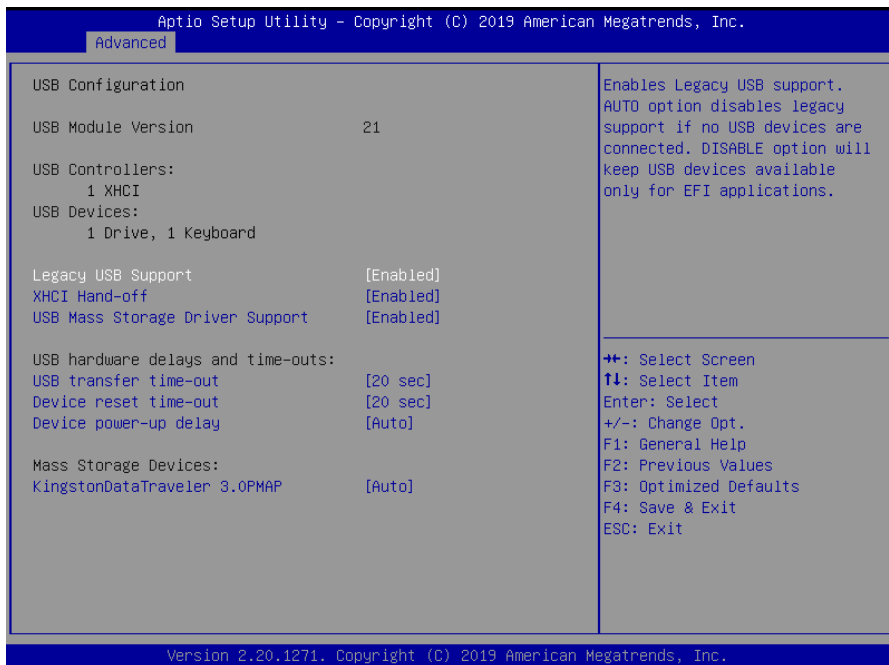 Aptio Setup Utility – Copyright (C) 2019 American Megatrends, Inc.
Advanced
USB Configuration
USB Module Version 21
USB Controllers:
1 XHCI
USB Devices:
1 Drive, 1 Keyboard
Legacy USB Support [Enabled]
XHCI Hand-off [Enabled]
USB Mass Storage Driver Support [Enabled]
USB hardware delays and time-outs:
USB transfer time-out [20 sec]
Device reset time-out [20 sec]
Device power-up delay [Auto]
Mass Storage Devices:
KingstonDataTraveler 3.0PMAP [Auto]
Enables Legacy USB support.
AUTO option disables legacy
support if no USB devices are
connected. DISABLE option will
keep USB devices available
only for EFI applications.
→←: Select Screen
↑↓: Select Item
Enter: Select
+/-: Change Opt.
F1: General Help
F2: Previous Values
F3: Optimized Defaults
F4: Save & Exit
ESC: Exit
Version 2.20.1271. Copyright (C) 2019 American Megatrends, Inc.